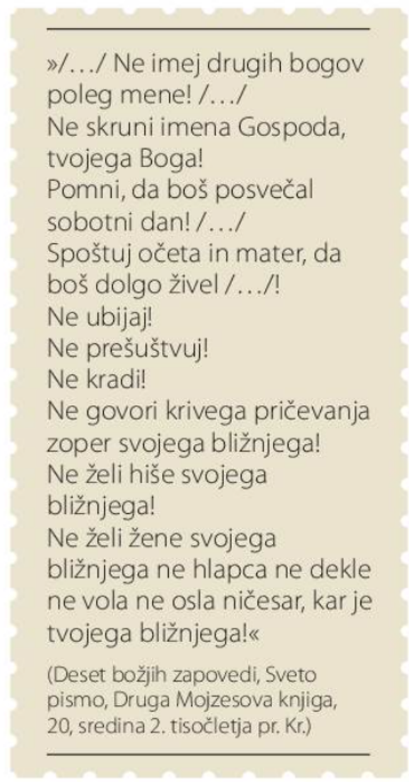 »/…/ Ne imej drugih bogov
poleg mene! /…/
Ne skruni imena Gospoda,
tvojega Boga!
Pomni, da boš posvečal
sobotni dan! /…/
Spoštuj očeta in mater, da
boš dolgo živel /…/!
Ne ubijaj!
Ne prešuštvuj!
Ne kradi!
Ne govori krivega pričevanja
zoper svojega bližnjega!
Ne želi hiše svojega
bližnjega!
Ne želi žene svojega
bližnjega ne hlapca ne dekle
ne vola ne osla ničesar, kar je
tvojega bližnjega!«
(Deset božjih zapovedi, Sveto
pismo, Druga Mojzesova knjiga,
20, sredina 2. tisočletja pr. Kr.)